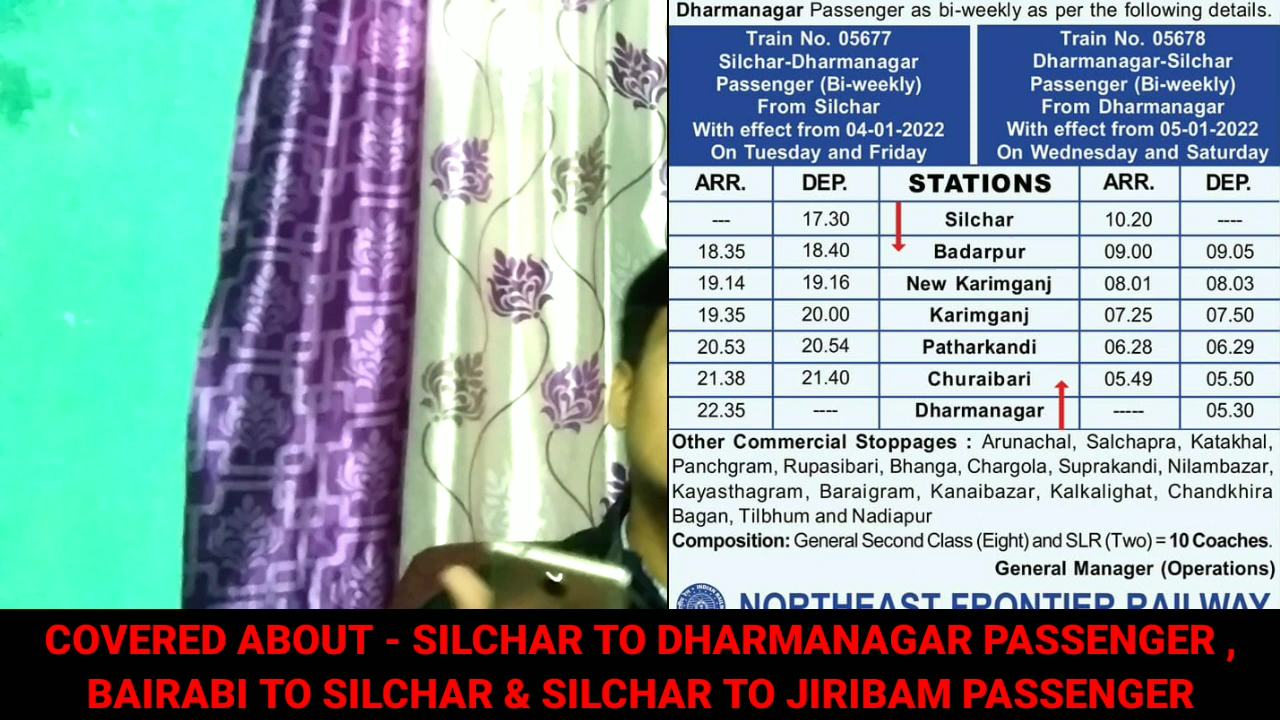 Dharmanagar Passenger as bi-weekly as per the following details.
Train No. 05677
Silchar-Dharmanagar
Passenger (Bi-weekly)
From Silchar
With effect from 04-01-2022
On Tuesday and Friday
Train No. 05678
Dharmanagar-Silchar
Passenger (Bi-weekly)
From Dharmanagar
With effect from 05-01-2022
On Wednesday and Saturday
ARR. DEP. STATIONS ARR. DEP.
--- 17.30 Silchar 10.20 ----
18.35 18.40 Badarpur 09.00 09.05
19.14 19.16 New Karimganj 08.01 08.03
19.35 20.00 Karimganj 07.25 07.50
20.53 20.54 Patharkandi 06.28 06.29
21.38 21.40 Churaibari 05.49 05.50
22.35 ---- Dharmanagar ----- 05.30
Other Commercial Stoppages : Arunachal, Salchapra, Katakhal,
Panchgram, Rupasibari, Bhanga, Chargola, Suprakandi, Nilambazar,
Kayasthagram, Baraigram, Kanaibazar, Kalkalighat, Chandkhira
Bagan, Tilbhum and Nadiapur
Composition: General Second Class (Eight) and SLR (Two) = 10 Coaches.
General Manager (Operations)
NORTHEAST FRONTIER RAILWAY
COVERED ABOUT - SILCHAR TO DHARMANAGAR PASSENGER ,
BAIRABI TO SILCHAR & SILCHAR TO JIRIBAM PASSENGER